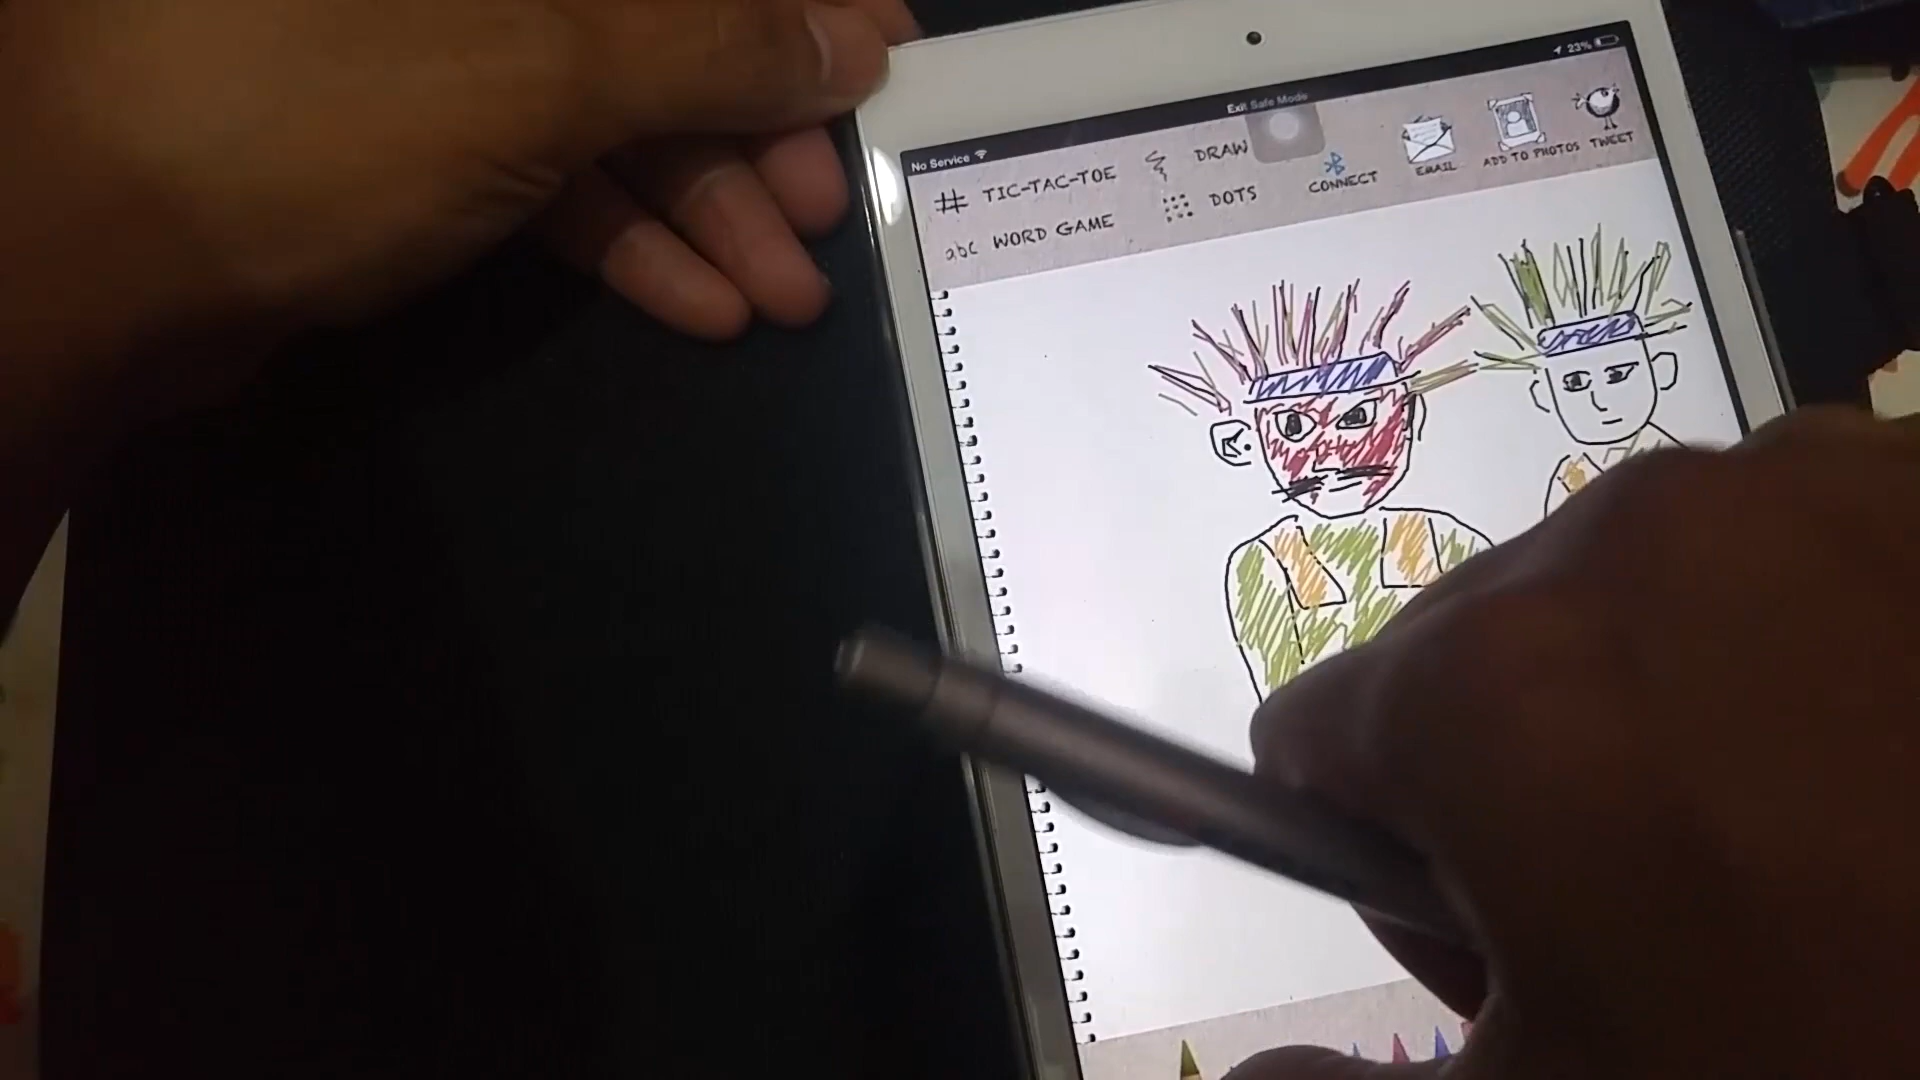 No Service
Exit Safe Mode
23%
# TIC-TAC-TOE
DRAW
abc WORD GAME
DOTS
CONNECT
EMAIL
ADD TO PHOTOS
TWEET